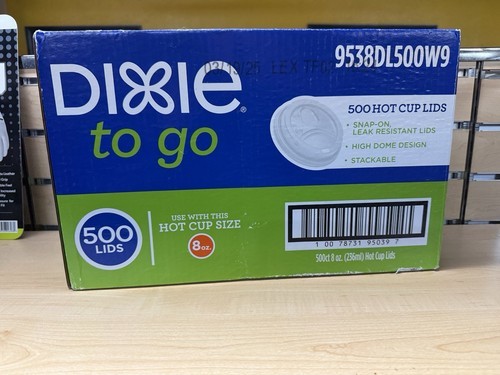 9538DL500W9
DIXIE®
to go
500 HOT CUP LIDS
• SNAP-ON,
LEAK RESISTANT LIDS
• HIGH DOME DESIGN
• STACKABLE
500
LIDS
USE WITH THIS
HOT CUP SIZE
8oz.
1 00 78731 95039 7
500ct 8 oz. (236ml) Hot Cup Lids